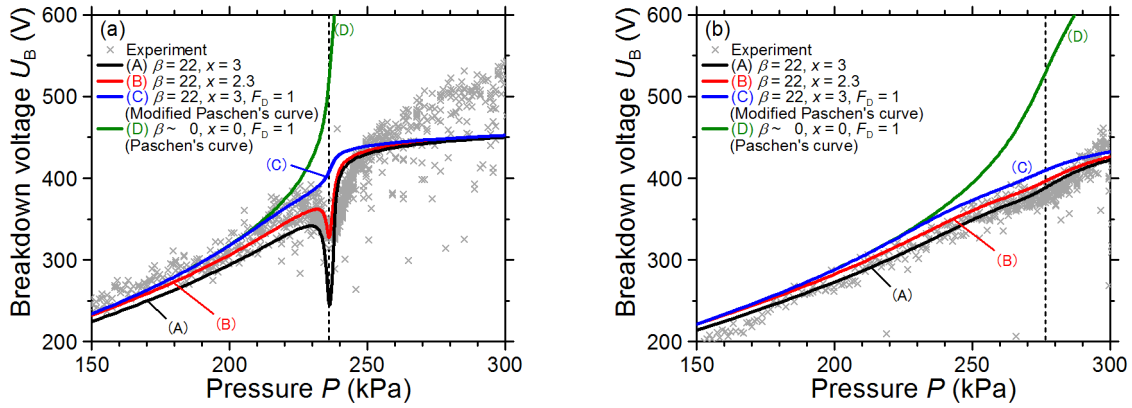 (a)
× Experiment
(A) β = 22, x = 3
(B) β = 22, x = 2.3
(C) β = 22, x = 3, F_D = 1
(Modified Paschen's curve)
(D) β ~ 0, x = 0, F_D = 1
(Paschen's curve)
(D)
(C)
(A)
(B)
600
500
400
300
200
150
200
250
300
Breakdown voltage U_B (V)
Pressure P (kPa)
(b)
× Experiment
(A) β = 22, x = 3
(B) β = 22, x = 2.3
(C) β = 22, x = 3, F_D = 1
(Modified Paschen's curve)
(D) β ~ 0, x = 0, F_D = 1
(Paschen's curve)
(D)
(C)
(B)
(A)
600
500
400
300
200
150
200
250
300
Breakdown voltage U_B (V)
Pressure P (kPa)